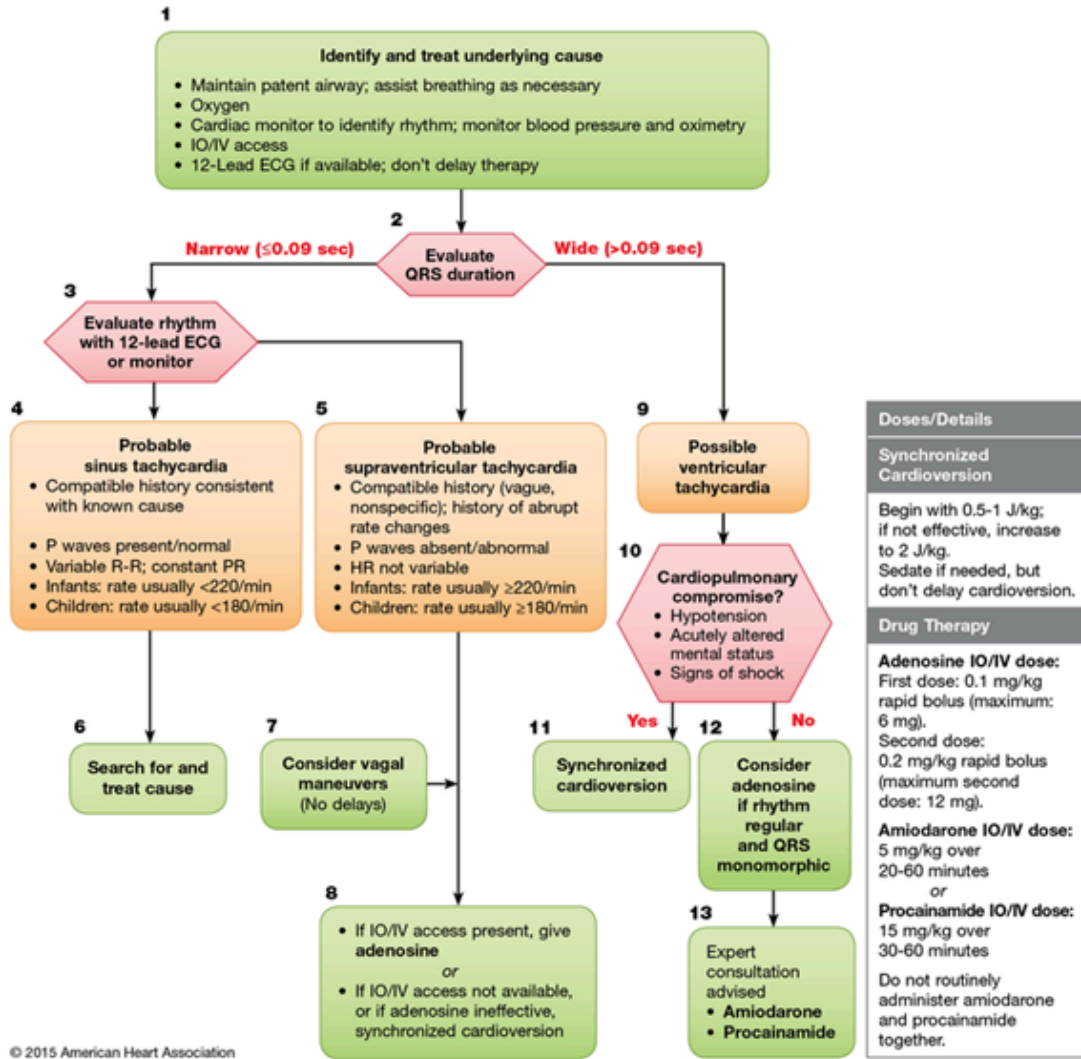 1
Identify and treat underlying cause
• Maintain patent airway; assist breathing as necessary
• Oxygen
• Cardiac monitor to identify rhythm; monitor blood pressure and oximetry
• IO/IV access
• 12-Lead ECG if available; don't delay therapy
2
Narrow (≤0.09 sec)
Evaluate
QRS duration
Wide (>0.09 sec)
3
Evaluate rhythm
with 12-lead ECG
or monitor
4
Probable
sinus tachycardia
• Compatible history consistent
with known cause
• P waves present/normal
• Variable R-R; constant PR
• Infants: rate usually <220/min
• Children: rate usually <180/min
5
Probable
supraventricular tachycardia
• Compatible history (vague,
nonspecific); history of abrupt
rate changes
• P waves absent/abnormal
• HR not variable
• Infants: rate usually ≥220/min
• Children: rate usually ≥180/min
9
Possible
ventricular
tachycardia
10
Cardiopulmonary
compromise?
• Hypotension
• Acutely altered
mental status
• Signs of shock
Yes
No
6
Search for and
treat cause
7
Consider vagal
maneuvers
(No delays)
11
Synchronized
cardioversion
12
Consider
adenosine
if rhythm
regular
and QRS
monomorphic
8
• If IO/IV access present, give
adenosine
or
• If IO/IV access not available,
or if adenosine ineffective,
synchronized cardioversion
13
Expert
consultation
advised
• Amiodarone
• Procainamide
Doses/Details
Synchronized
Cardioversion
Begin with 0.5-1 J/kg;
if not effective, increase
to 2 J/kg.
Sedate if needed, but
don't delay cardioversion.
Drug Therapy
Adenosine IO/IV dose:
First dose: 0.1 mg/kg
rapid bolus (maximum:
6 mg).
Second dose:
0.2 mg/kg rapid bolus
(maximum second
dose: 12 mg).
Amiodarone IO/IV dose:
5 mg/kg over
20-60 minutes
or
Procainamide IO/IV dose:
15 mg/kg over
30-60 minutes
Do not routinely
administer amiodarone
and procainamide
together.
© 2015 American Heart Association